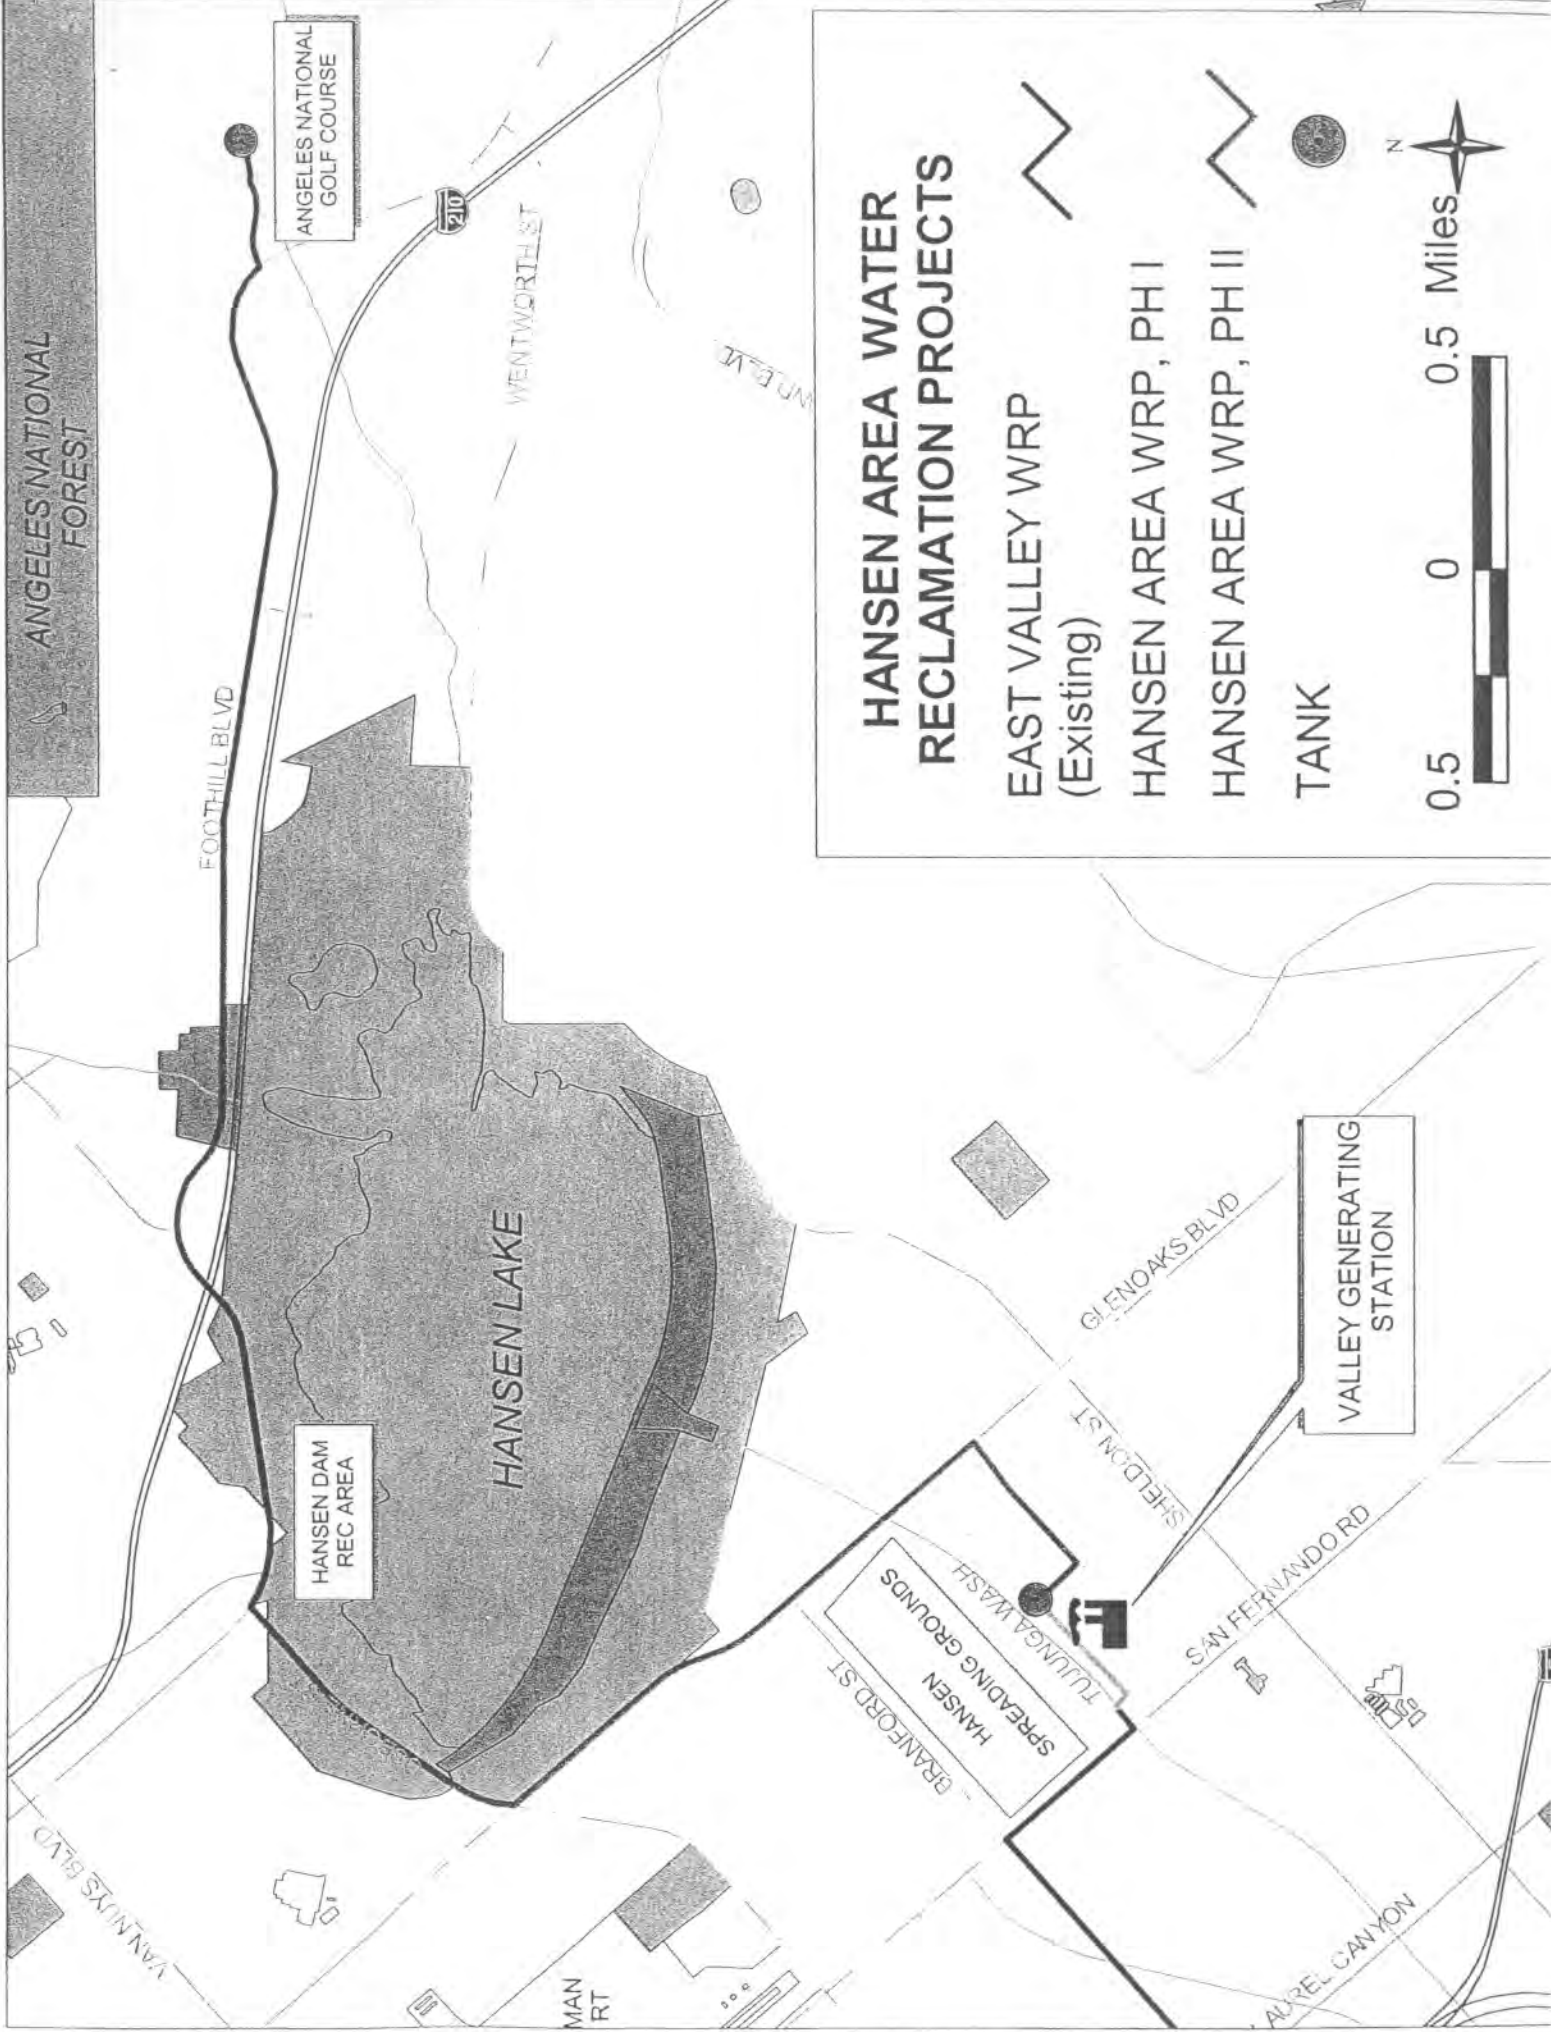 ANGELES NATIONAL
FOREST
ANGELES NATIONAL
GOLF COURSE
210
FOOTHILL BLVD
WENTWORTH ST
HANSEN DAM
REC AREA
HANSEN LAKE
VAN NUYS BLVD
GLENOAKS BLVD
SHELDON ST
TUJUNGA WASH
HANSEN
SPREADING GROUNDS
BRANFORD ST
SAN FERNANDO RD
VALLEY GENERATING
STATION
MAN
RT
AUREL CANYON
HANSEN AREA WATER
RECLAMATION PROJECTS
EAST VALLEY WRP
(Existing)
HANSEN AREA WRP, PH I
HANSEN AREA WRP, PH II
TANK
N
0.5 0 0.5 Miles